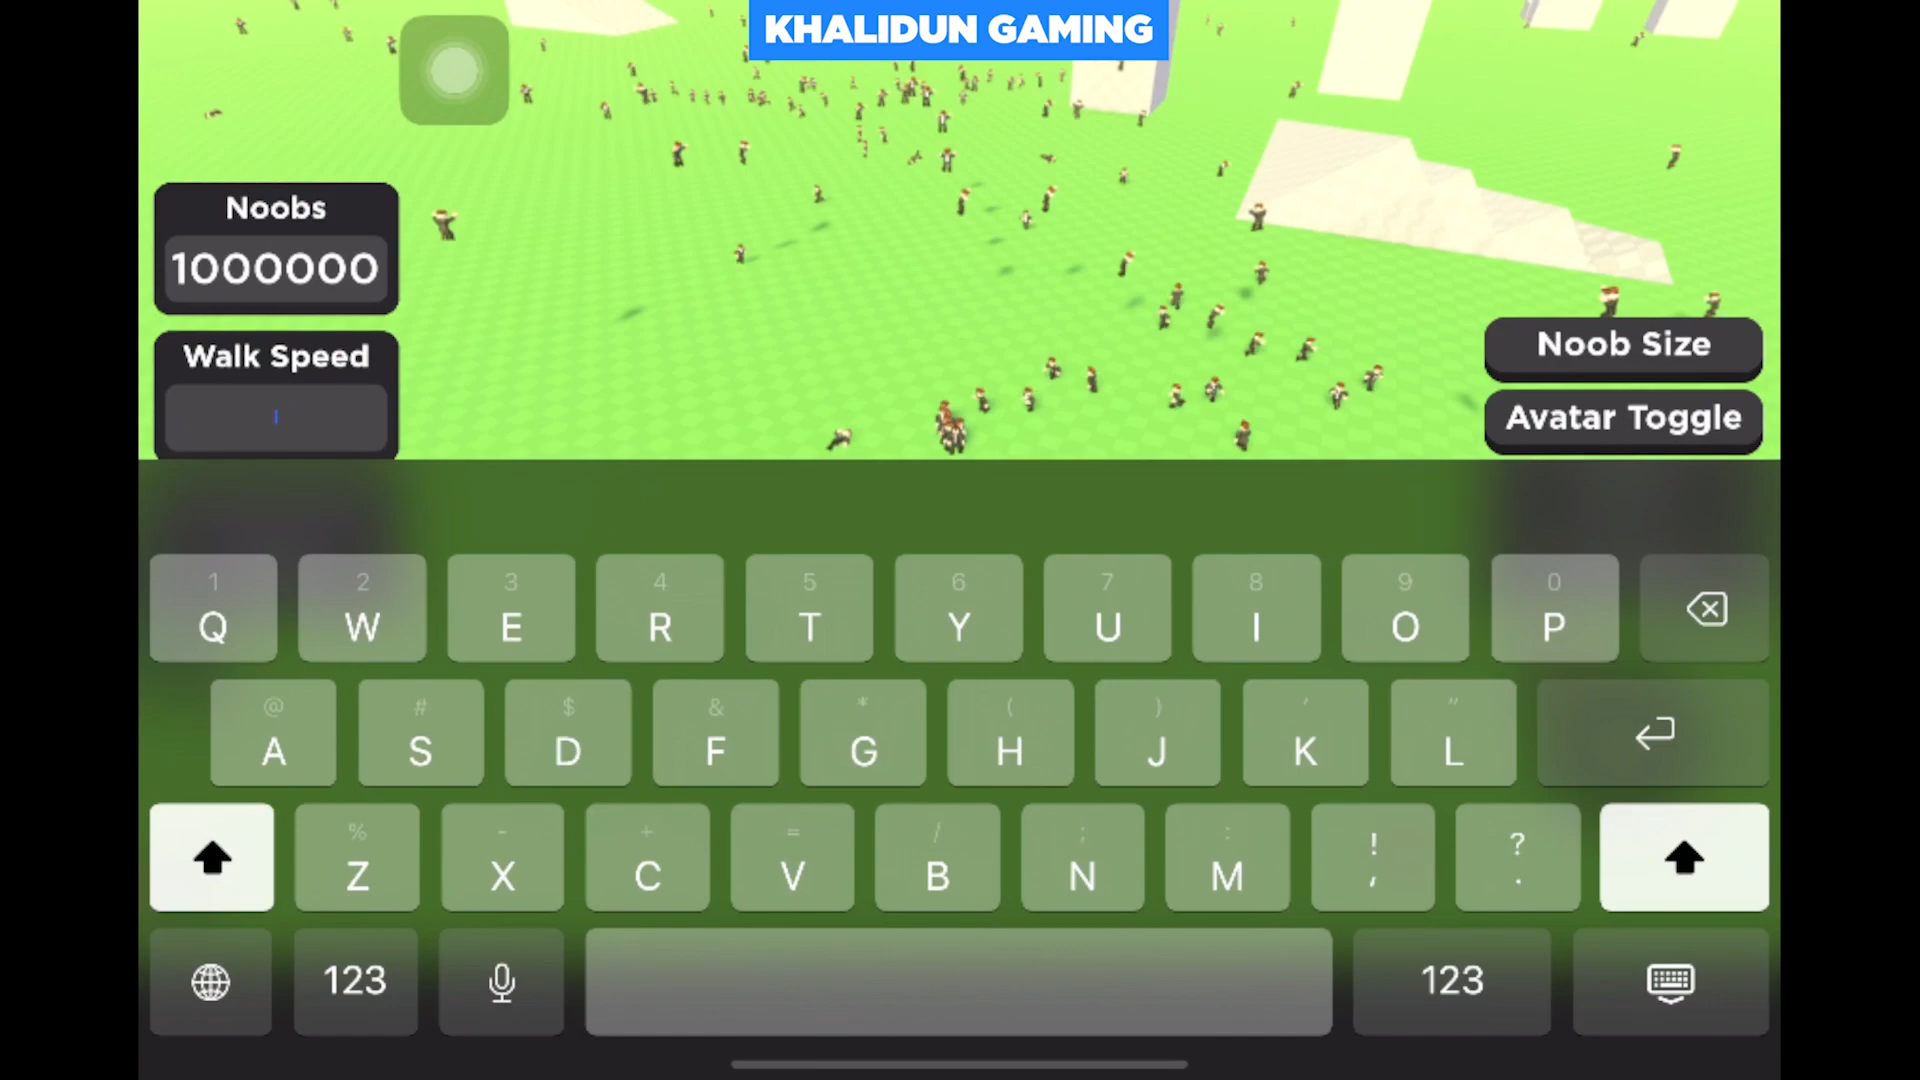 KHALIDUN GAMING
Noobs
1000000
Walk Speed
Noob Size
Avatar Toggle
1 2 3 4 5 6 7 8 9 0
Q W E R T Y U I O P
@ # $ & * ( ) ' "
A S D F G H J K L
% - + = / ; : ! ?
Z X C V B N M , .
123 123